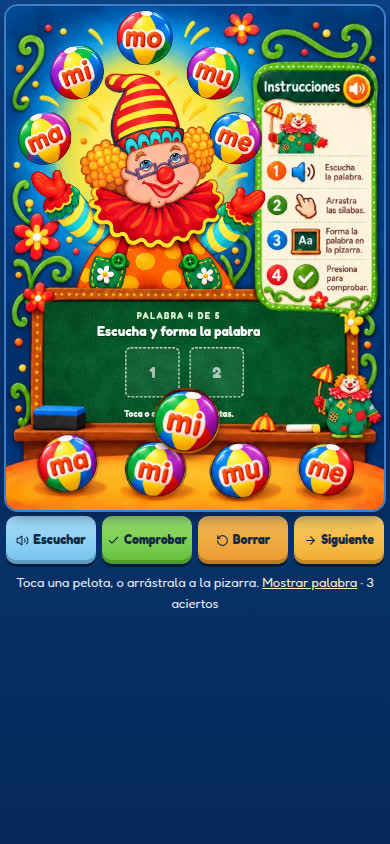 mo
mi
mu
ma
me
Instrucciones
1 Escucha
la palabra.
2 Arrastra
las sílabas.
3 Aa Forma la
palabra en
la pizarra.
4 Presiona
para
comprobar.
PALABRA 4 DE 5
Escucha y forma la palabra
1 2
Toca o
mi
ma
mi
mu
me
Escuchar
Comprobar
Borrar
Siguiente
Toca una pelota, o arrástrala a la pizarra. Mostrar palabra · 3
aciertos